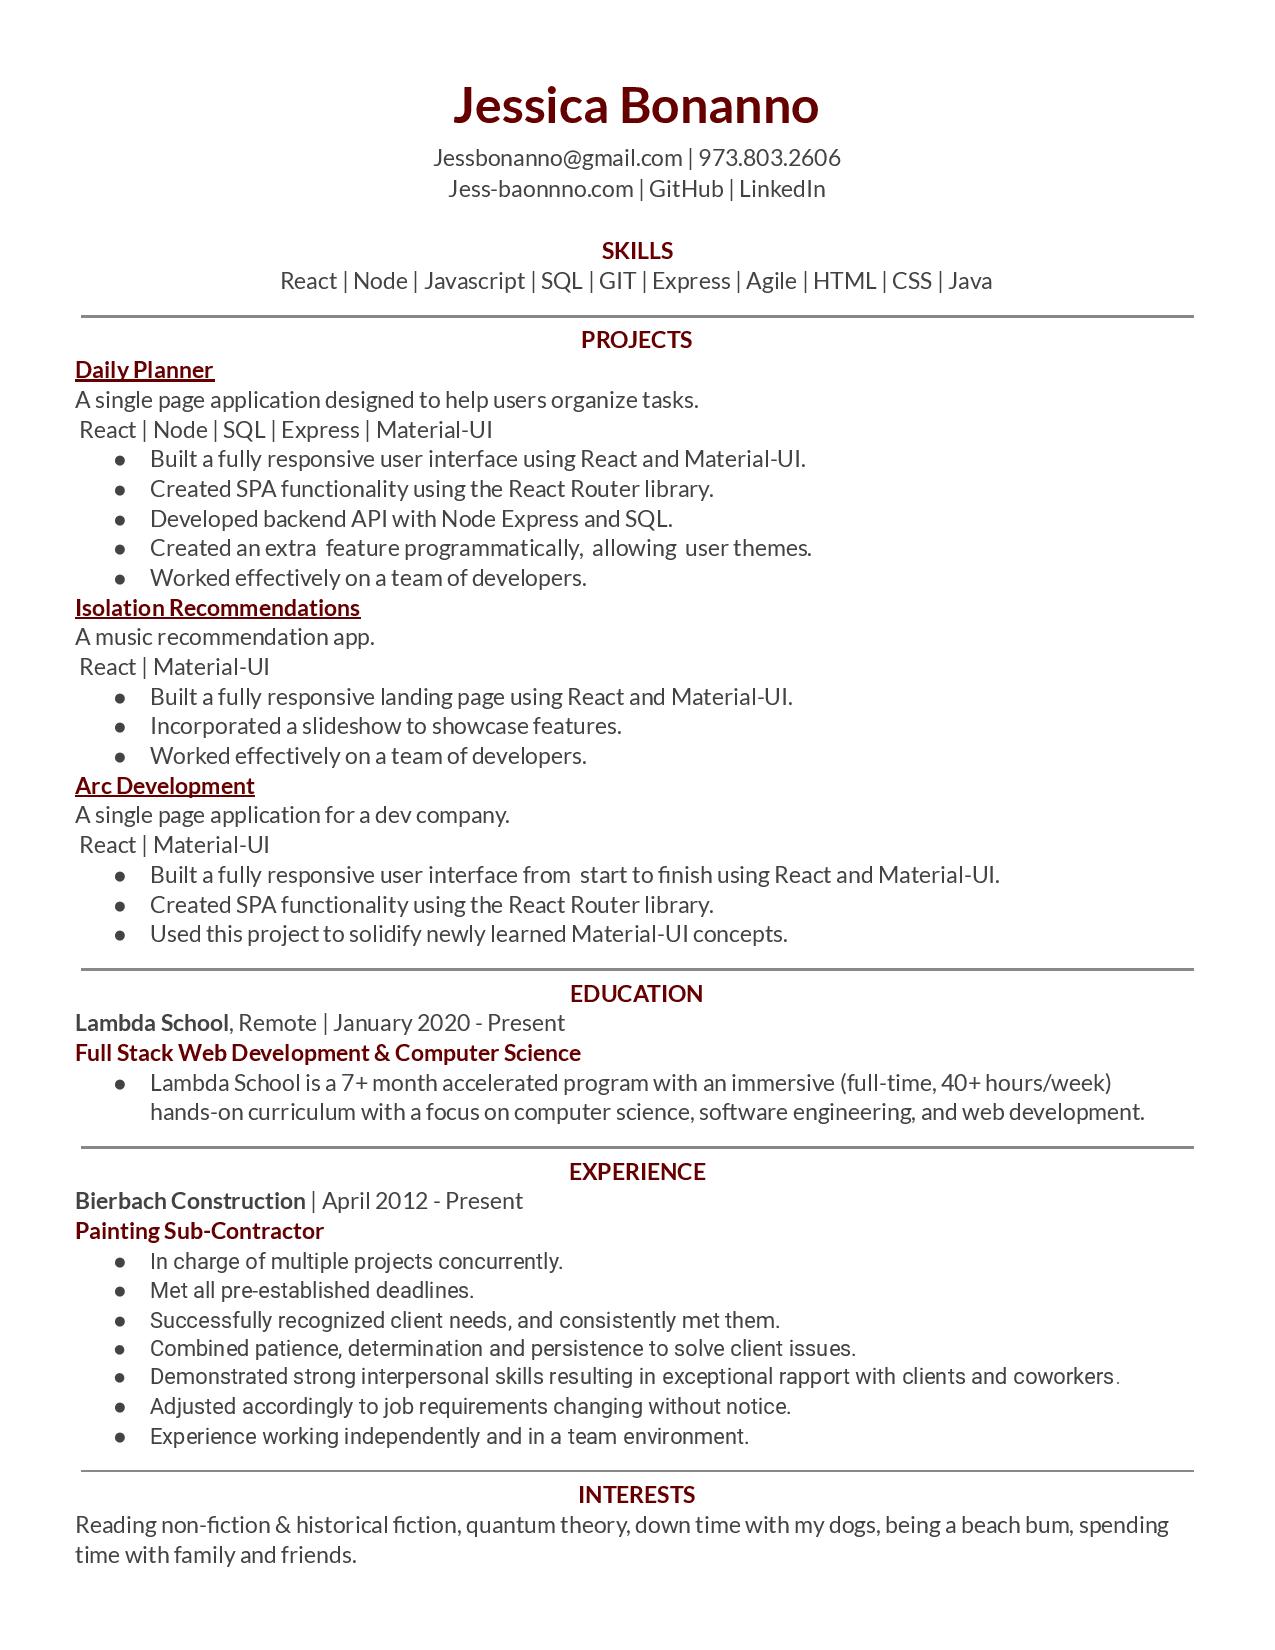 Jessica Bonanno
Jessbonanno@gmail.com | 973.803.2606
Jess-baonnno.com | GitHub | LinkedIn
SKILLS
React | Node | Javascript | SQL | GIT | Express | Agile | HTML | CSS | Java
PROJECTS
Daily Planner
A single page application designed to help users organize tasks.
React | Node | SQL | Express | Material-UI
● Built a fully responsive user interface using React and Material-UI.
● Created SPA functionality using the React Router library.
● Developed backend API with Node Express and SQL.
● Created an extra feature programmatically, allowing user themes.
● Worked effectively on a team of developers.
Isolation Recommendations
A music recommendation app.
React | Material-UI
● Built a fully responsive landing page using React and Material-UI.
● Incorporated a slideshow to showcase features.
● Worked effectively on a team of developers.
Arc Development
A single page application for a dev company.
React | Material-UI
● Built a fully responsive user interface from start to finish using React and Material-UI.
● Created SPA functionality using the React Router library.
● Used this project to solidify newly learned Material-UI concepts.
EDUCATION
Lambda School, Remote | January 2020 - Present
Full Stack Web Development & Computer Science
● Lambda School is a 7+ month accelerated program with an immersive (full-time, 40+ hours/week)
hands-on curriculum with a focus on computer science, software engineering, and web development.
EXPERIENCE
Bierbach Construction | April 2012 - Present
Painting Sub-Contractor
● In charge of multiple projects concurrently.
● Met all pre-established deadlines.
● Successfully recognized client needs, and consistently met them.
● Combined patience, determination and persistence to solve client issues.
● Demonstrated strong interpersonal skills resulting in exceptional rapport with clients and coworkers.
● Adjusted accordingly to job requirements changing without notice.
● Experience working independently and in a team environment.
INTERESTS
Reading non-fiction & historical fiction, quantum theory, down time with my dogs, being a beach bum, spending
time with family and friends.